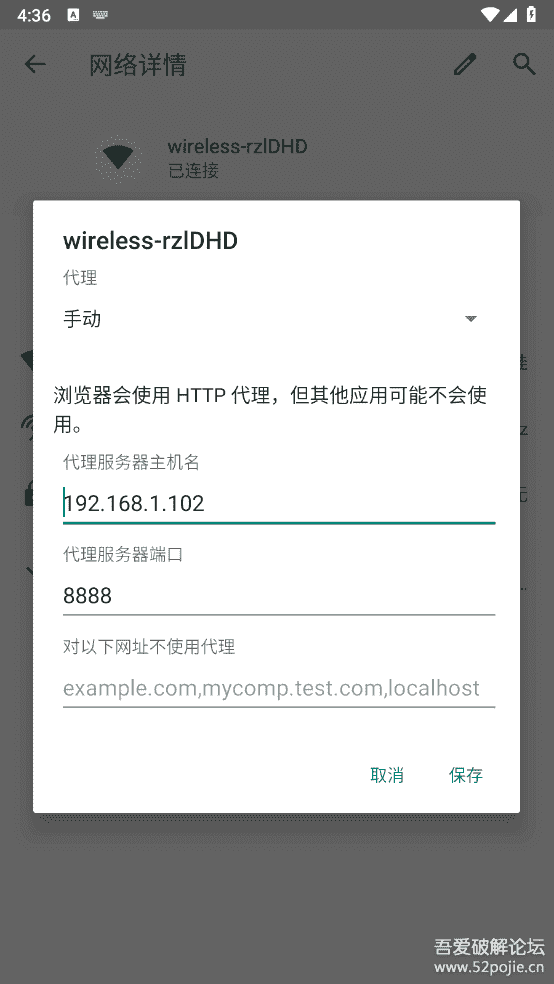 4:36 A
网络详情
wireless-rzlDHD
已连接
wireless-rzlDHD
代理
手动
浏览器会使用 HTTP 代理，但其他应用可能不会使
用。
代理服务器主机名
192.168.1.102
代理服务器端口
8888
对以下网址不使用代理
example.com,mycomp.test.com,localhost
取消
保存
吾爱破解论坛
www.52pojie.cn